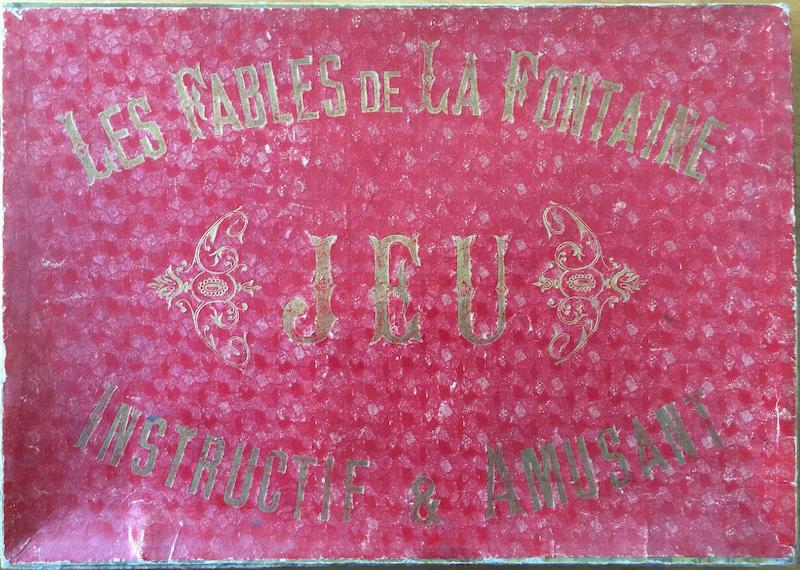 LES FABLES DE LA FONTAINE
JEU
INSTRUCTIF & AMUSANT